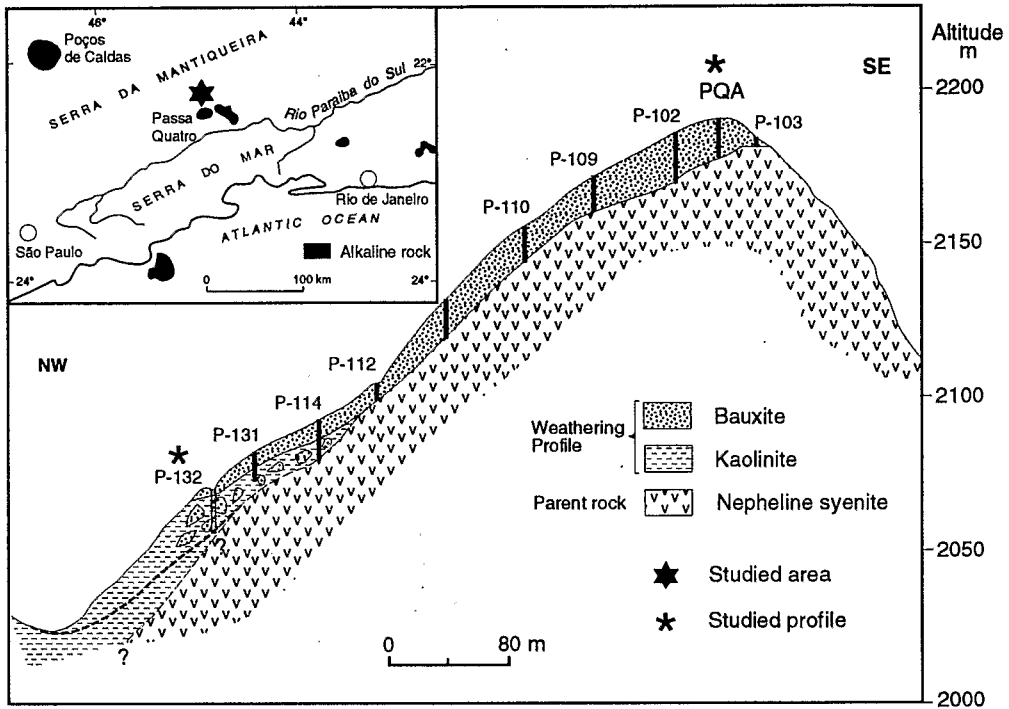 46°
44°
Poços
de Caldas
SERRA DA MANTIQUEIRA
22°
Passa
Quatro
Rio Paraiba do Sul
SERRA DO MAR
Rio de Janeiro
ATLANTIC OCEAN
São Paulo
Alkaline rock
24°
0 100 km
24°
Altitude
m
SE
2200
PQA
P-102
P-103
P-109
P-110
2150
NW
P-112
2100
P-114
P-131
P-132
Weathering
Profile
Bauxite
Kaolinite
Parent rock
Nepheline syenite
2050
?
?
Studied area
Studied profile
0 80 m
2000